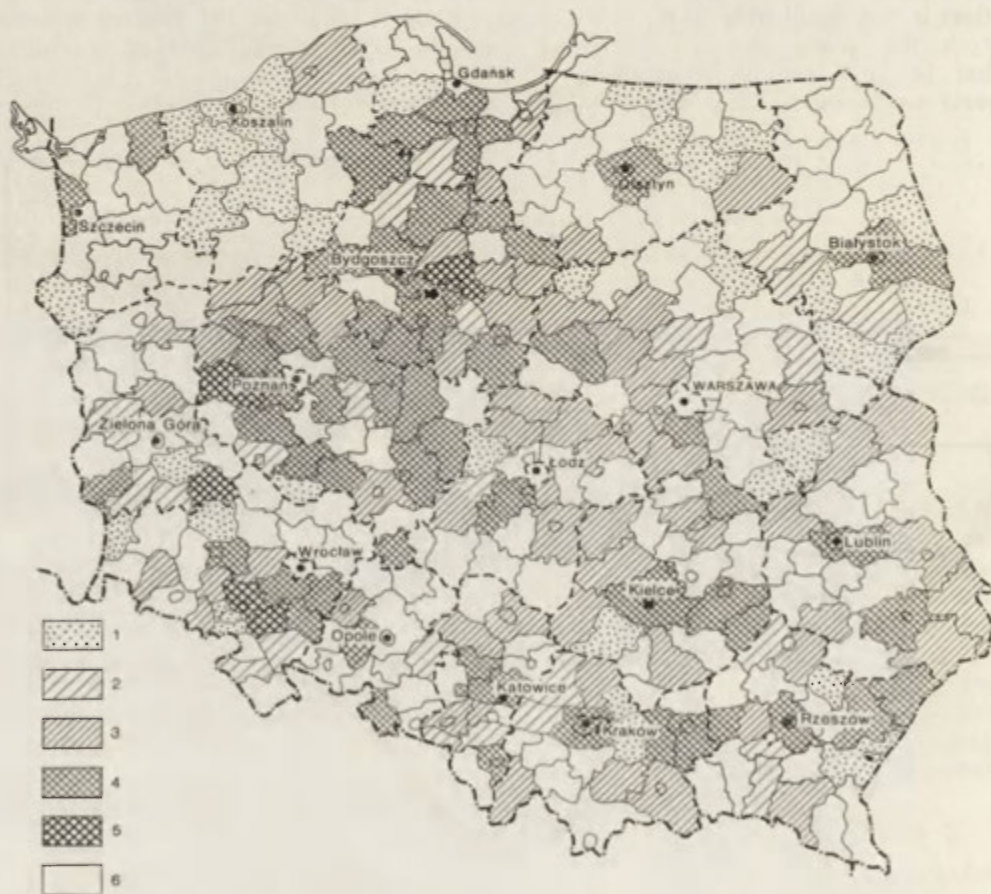 Gdańsk
Koszalin
Olsztyn
Szczecin
Białystok
Bydgoszcz
Poznań
WARSZAWA
Zielona Góra
Łódź
Lublin
Wrocław
Kielce
Opole
Katowice
Kraków
Rzeszów
1
2
3
4
5
6